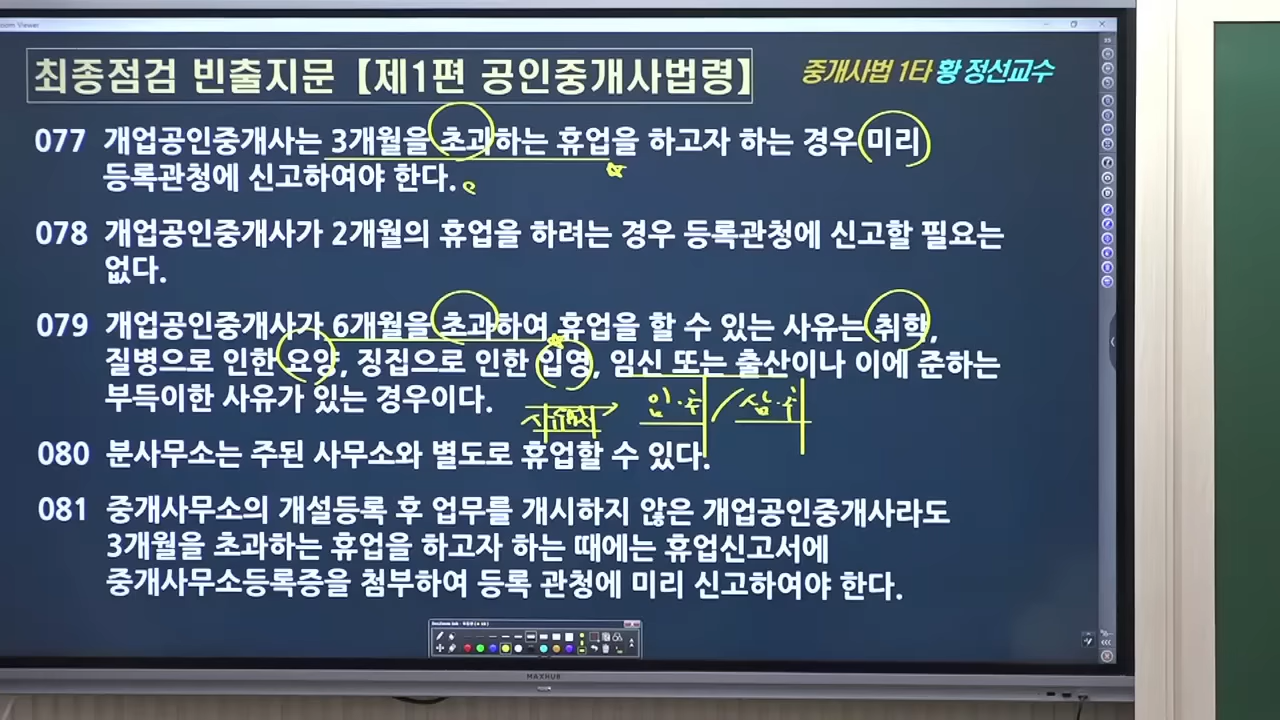 최종점검 빈출지문【제1편 공인중개사법령】
중개사법 1타 황 정선교수
077 개업공인중개사는 3개월을 초과하는 휴업을 하고자 하는 경우 미리
등록관청에 신고하여야 한다.
078 개업공인중개사가 2개월의 휴업을 하려는 경우 등록관청에 신고할 필요는
없다.
079 개업공인중개사가 6개월을 초과하여 휴업을 할 수 있는 사유는 취학,
질병으로 인한 요양, 징집으로 인한 입영, 임신 또는 출산이나 이에 준하는
부득이한 사유가 있는 경우이다.
080 분사무소는 주된 사무소와 별도로 휴업할 수 있다.
081 중개사무소의 개설등록 후 업무를 개시하지 않은 개업공인중개사라도
3개월을 초과하는 휴업을 하고자 하는 때에는 휴업신고서에
중개사무소등록증을 첨부하여 등록 관청에 미리 신고하여야 한다.
MAXHUB